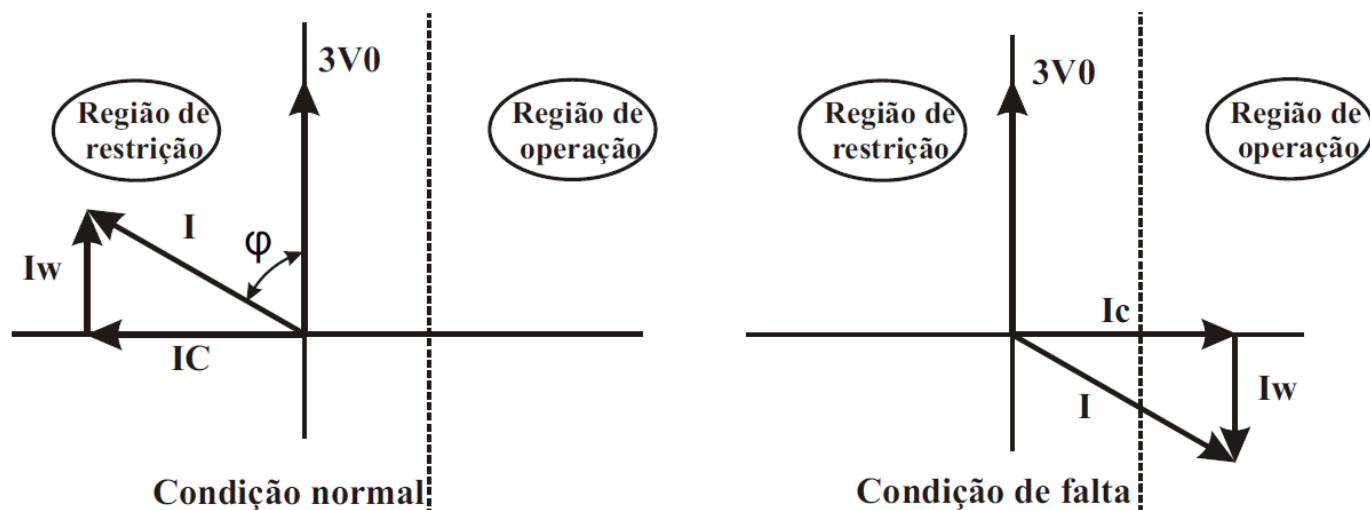 3V0
Região de
restrição
Região de
operação
I
φ
Iw
IC
Condição normal
3V0
Região de
restrição
Região de
operação
Ic
I
Iw
Condição de falta